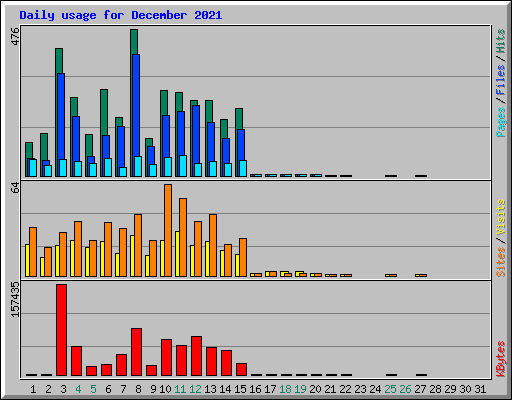 Daily usage for December 2021
476
64
157435
Pages / Files / Hits
Sites / Visits
KBytes
1 2 3 4 5 6 7 8 9 10 11 12 13 14 15 16 17 18 19 20 21 22 23 24 25 26 27 28 29 30 31